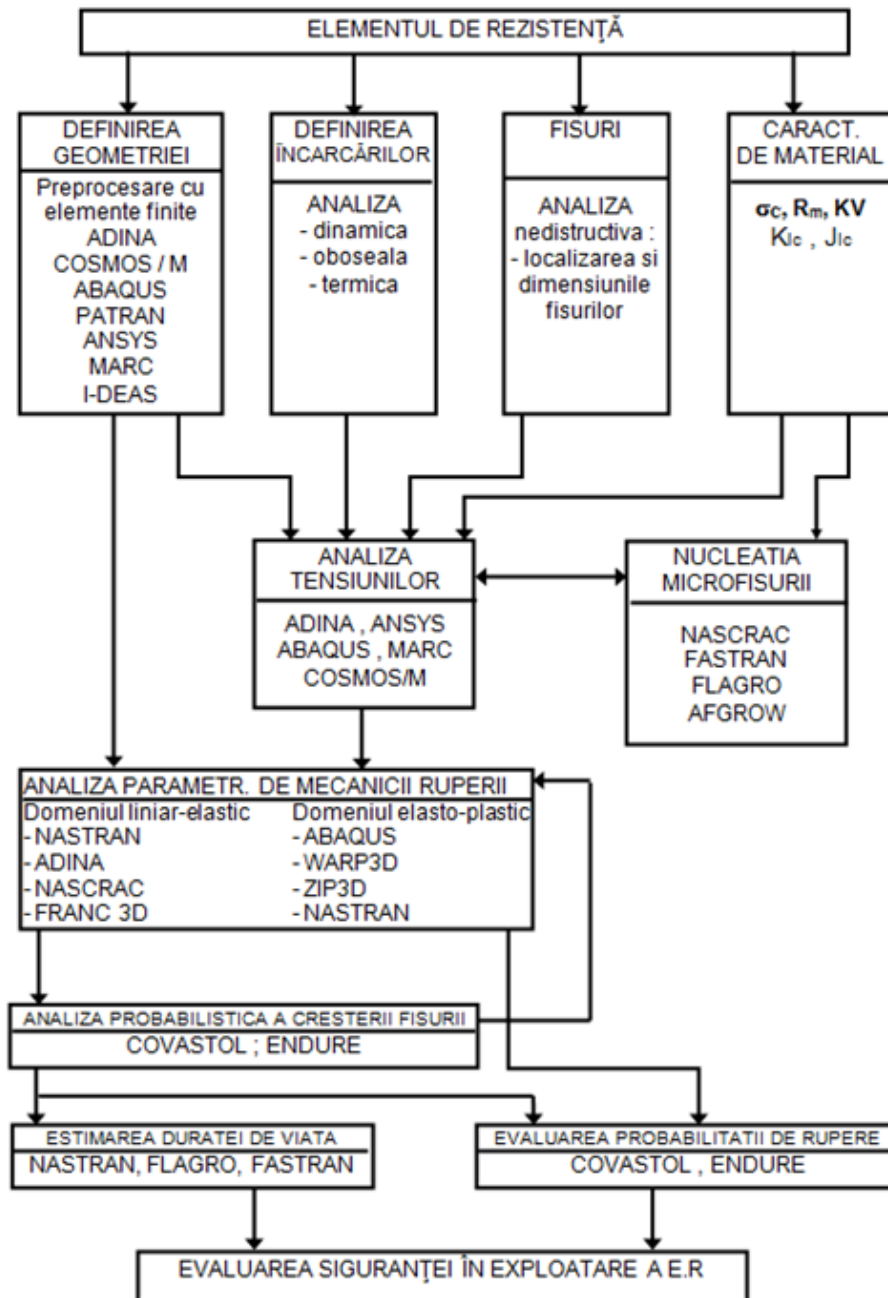 ELEMENTUL DE REZISTENŢĂ
DEFINIREA
GEOMETRIEI
Preprocesare cu
elemente finite
ADINA
COSMOS / M
ABAQUS
PATRAN
ANSYS
MARC
I-DEAS
DEFINIREA
ÎNCARCĂRILOR
ANALIZA
- dinamica
- oboseala
- termica
FISURI
ANALIZA
nedistructiva :
- localizarea si
dimensiunile
fisurilor
CARACT.
DE MATERIAL
σc, Rm, KV
KIc , JIc
ANALIZA
TENSIUNILOR
ADINA , ANSYS
ABAQUS , MARC
COSMOS/M
NUCLEATIA
MICROFISURII
NASCRAC
FASTRAN
FLAGRO
AFGROW
ANALIZA PARAMETR. DE MECANICII RUPERII
Domeniul liniar-elastic
- NASTRAN
- ADINA
- NASCRAC
- FRANC 3D
Domeniul elasto-plastic
- ABAQUS
- WARP3D
- ZIP3D
- NASTRAN
ANALIZA PROBABILISTICA A CRESTERII FISURII
COVASTOL ; ENDURE
ESTIMAREA DURATEI DE VIATA
NASTRAN, FLAGRO, FASTRAN
EVALUAREA PROBABILITATII DE RUPERE
COVASTOL , ENDURE
EVALUAREA SIGURANŢEI ÎN EXPLOATARE A E.R